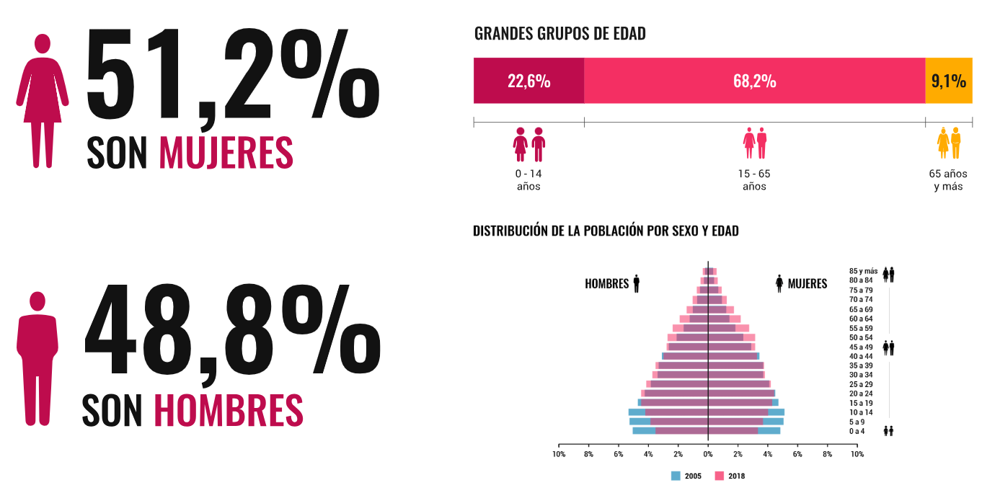 51,2%
SON MUJERES
48,8%
SON HOMBRES
GRANDES GRUPOS DE EDAD
22,6%
68,2%
9,1%
0 - 14
años
15 - 65
años
65 años
y más
DISTRIBUCIÓN DE LA POBLACIÓN POR SEXO Y EDAD
HOMBRES
MUJERES
85 y más
80 a 84
75 a 79
70 a 74
65 a 69
60 a 64
55 a 59
50 a 54
45 a 49
40 a 44
35 a 39
30 a 34
25 a 29
20 a 24
15 a 19
10 a 14
5 a 9
0 a 4
10% 8% 6% 4% 2% 0% 2% 4% 6% 8% 10%
2005 2018